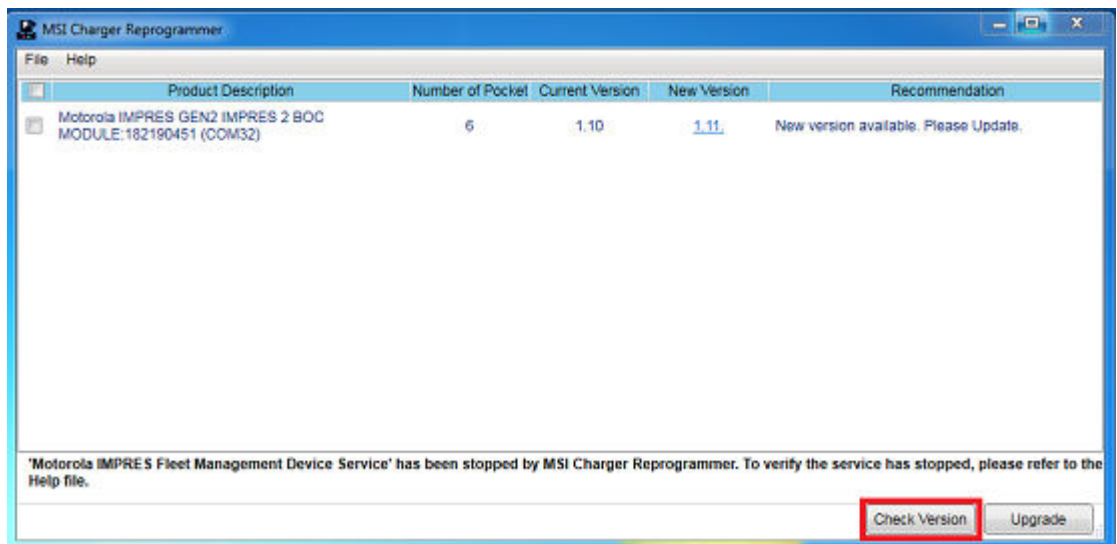 MSI Charger Reprogrammer
File Help
Product Description Number of Pocket Current Version New Version Recommendation
Motorola IMPRES GEN2 IMPRES 2 BOC
MODULE:182190451 (COM32) 6 1.10 1.11. New version available. Please Update.
'Motorola IMPRES Fleet Management Device Service' has been stopped by MSI Charger Reprogrammer. To verify the service has stopped, please refer to the
Help file.
Check Version Upgrade